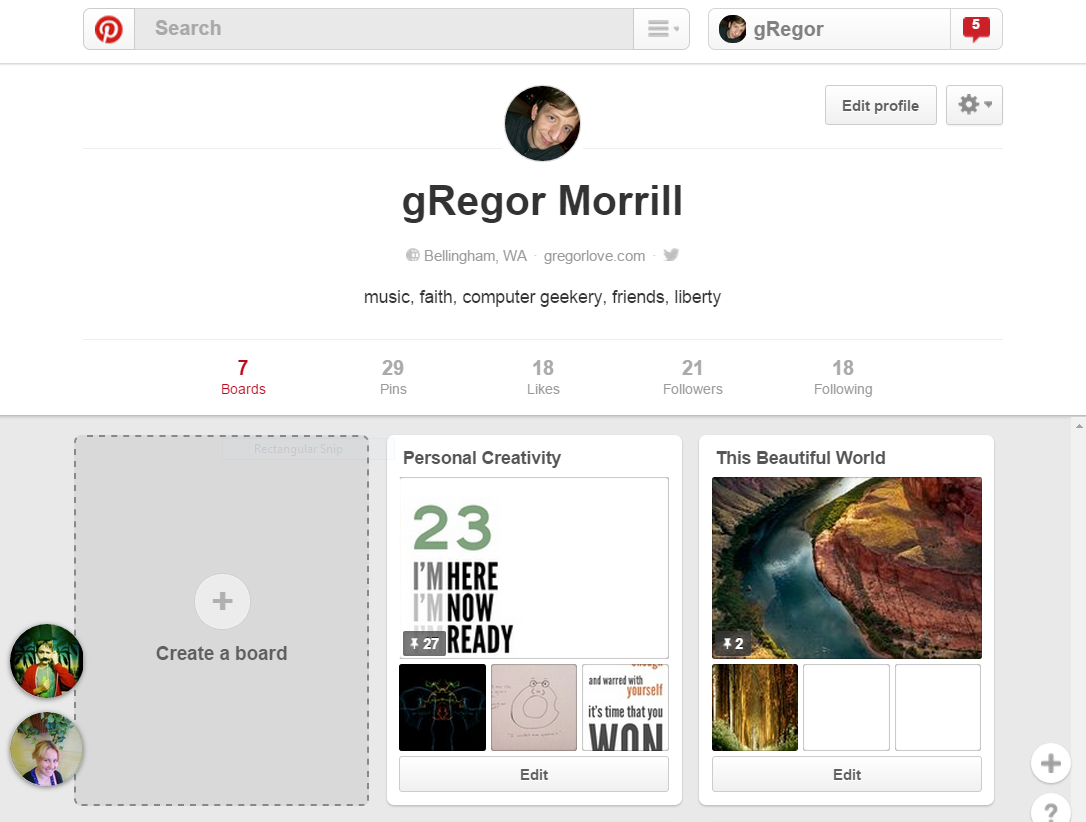 Search
gRegor
5
Edit profile
gRegor Morrill
Bellingham, WA · gregorlove.com ·
music, faith, computer geekery, friends, liberty
7
Boards
29
Pins
18
Likes
21
Followers
18
Following
Rectangular Snip
Create a board
Personal Creativity
23
I'M HERE
I'M NOW
I'M READY
27
and warred with
yourself
it's time that you
WON
Edit
This Beautiful World
2
Edit
?